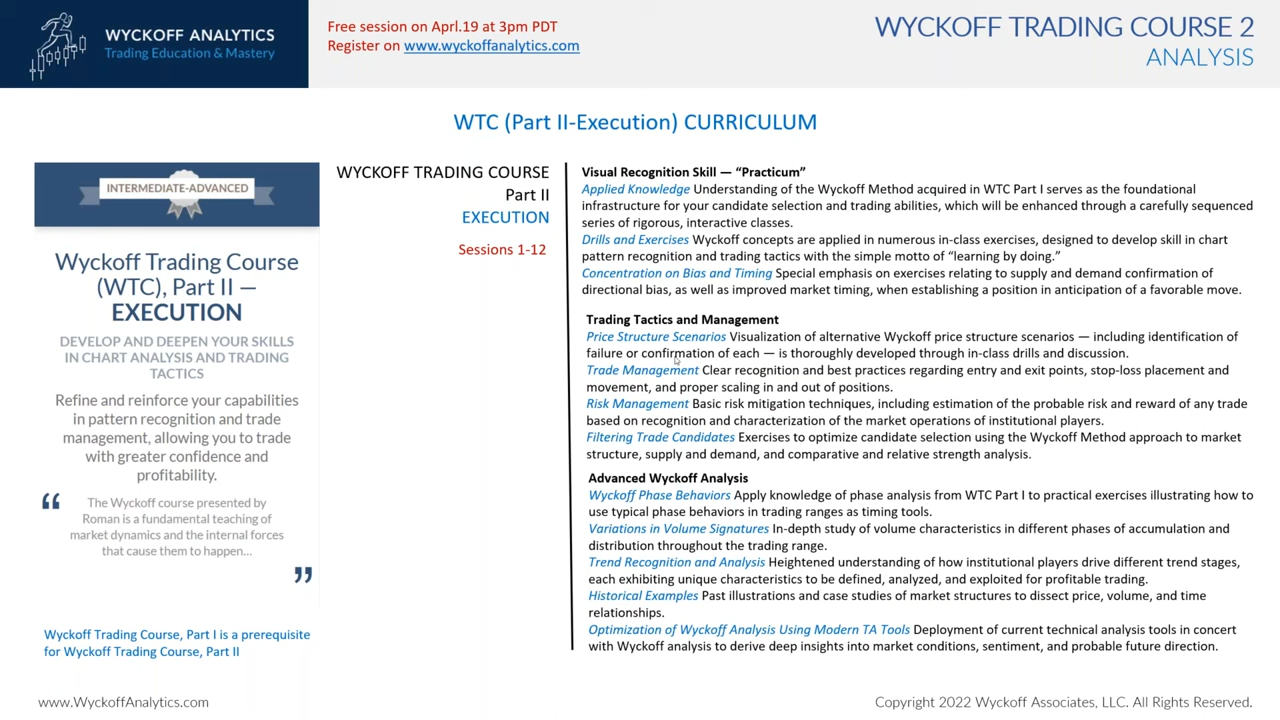 WYCKOFF ANALYTICS
Trading Education & Mastery
Free session on Aprl.19 at 3pm PDT
Register on www.wyckoffanalytics.com
WYCKOFF TRADING COURSE 2
ANALYSIS
WTC (Part II-Execution) CURRICULUM
INTERMEDIATE-ADVANCED
Wyckoff Trading Course
(WTC), Part II —
EXECUTION
DEVELOP AND DEEPEN YOUR SKILLS
IN CHART ANALYSIS AND TRADING
TACTICS
Refine and reinforce your capabilities
in pattern recognition and trade
management, allowing you to trade
with greater confidence and
profitability.
“
The Wyckoff course presented by
Roman is a fundamental teaching of
market dynamics and the internal forces
that cause them to happen...
”
Wyckoff Trading Course, Part I is a prerequisite
for Wyckoff Trading Course, Part II
WYCKOFF TRADING COURSE
Part II
EXECUTION
Sessions 1-12
Visual Recognition Skill — “Practicum”
Applied Knowledge Understanding of the Wyckoff Method acquired in WTC Part I serves as the foundational
infrastructure for your candidate selection and trading abilities, which will be enhanced through a carefully sequenced
series of rigorous, interactive classes.
Drills and Exercises Wyckoff concepts are applied in numerous in-class exercises, designed to develop skill in chart
pattern recognition and trading tactics with the simple motto of “learning by doing.”
Concentration on Bias and Timing Special emphasis on exercises relating to supply and demand confirmation of
directional bias, as well as improved market timing, when establishing a position in anticipation of a favorable move.
Trading Tactics and Management
Price Structure Scenarios Visualization of alternative Wyckoff price structure scenarios — including identification of
failure or confirmation of each — is thoroughly developed through in-class drills and discussion.
Trade Management Clear recognition and best practices regarding entry and exit points, stop-loss placement and
movement, and proper scaling in and out of positions.
Risk Management Basic risk mitigation techniques, including estimation of the probable risk and reward of any trade
based on recognition and characterization of the market operations of institutional players.
Filtering Trade Candidates Exercises to optimize candidate selection using the Wyckoff Method approach to market
structure, supply and demand, and comparative and relative strength analysis.
Advanced Wyckoff Analysis
Wyckoff Phase Behaviors Apply knowledge of phase analysis from WTC Part I to practical exercises illustrating how to
use typical phase behaviors in trading ranges as timing tools.
Variations in Volume Signatures In-depth study of volume characteristics in different phases of accumulation and
distribution throughout the trading range.
Trend Recognition and Analysis Heightened understanding of how institutional players drive different trend stages,
each exhibiting unique characteristics to be defined, analyzed, and exploited for profitable trading.
Historical Examples Past illustrations and case studies of market structures to dissect price, volume, and time
relationships.
Optimization of Wyckoff Analysis Using Modern TA Tools Deployment of current technical analysis tools in concert
with Wyckoff analysis to derive deep insights into market conditions, sentiment, and probable future direction.
www.WyckoffAnalytics.com
Copyright 2022 Wyckoff Associates, LLC. All Rights Reserved.